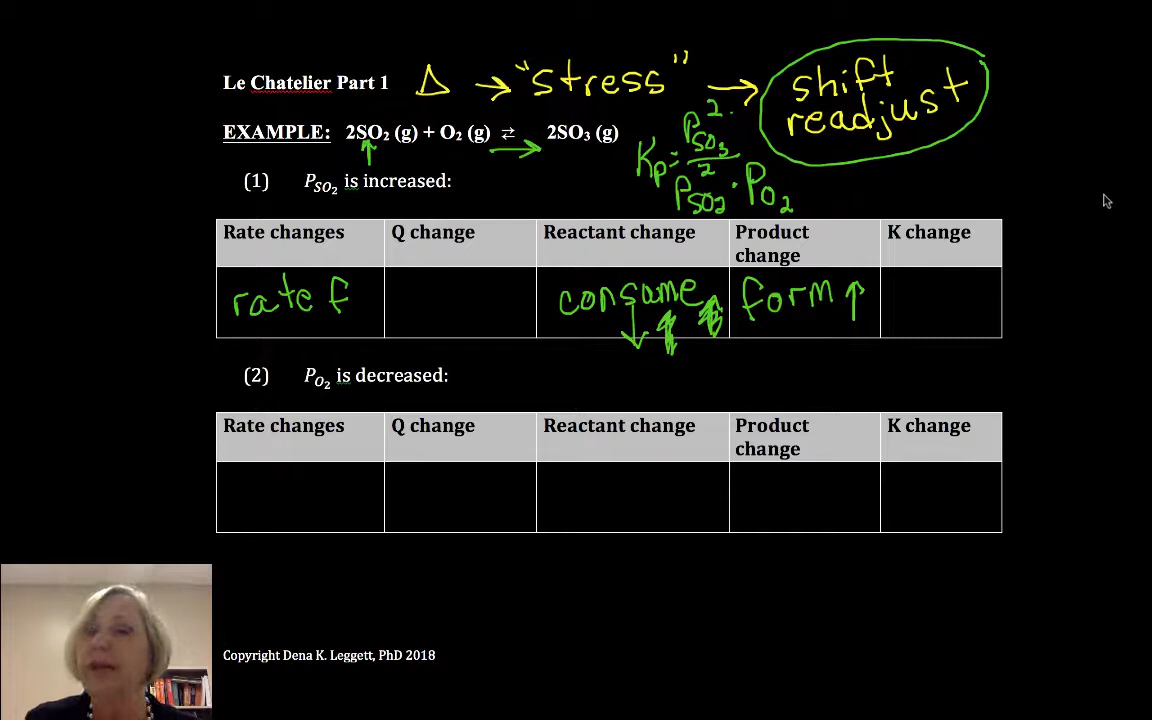 Le Chatelier Part 1 Δ → "stress" → shift readjust
EXAMPLE: 2SO₂ (g) + O₂ (g) ⇄ 2SO₃ (g)
Kp = P²SO₃ / P²SO₂ · PO₂
(1) P_SO₂ is increased:
Rate changes Q change Reactant change Product change K change
rate f consume ↓ form ↑
(2) P_O₂ is decreased:
Rate changes Q change Reactant change Product change K change
Copyright Dena K. Leggett, PhD 2018